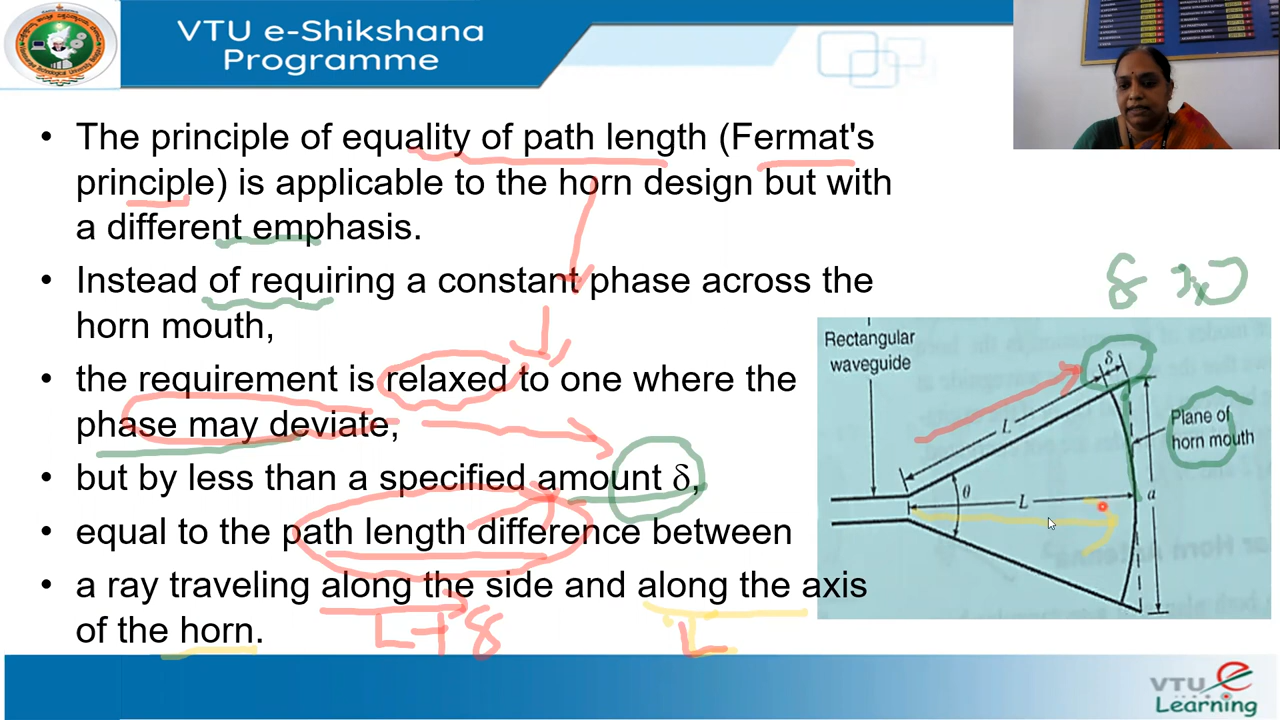 VTU e-Shikshana
Programme
• The principle of equality of path length (Fermat's
principle) is applicable to the horn design but with
a different emphasis.
• Instead of requiring a constant phase across the
horn mouth,
• the requirement is relaxed to one where the
phase may deviate,
• but by less than a specified amount δ,
• equal to the path length difference between
• a ray traveling along the side and along the axis
of the horn.
L+δ
L
Rectangular
waveguide
δ
L
Plane of
horn mouth
θ
L
a
VTU e
Learning